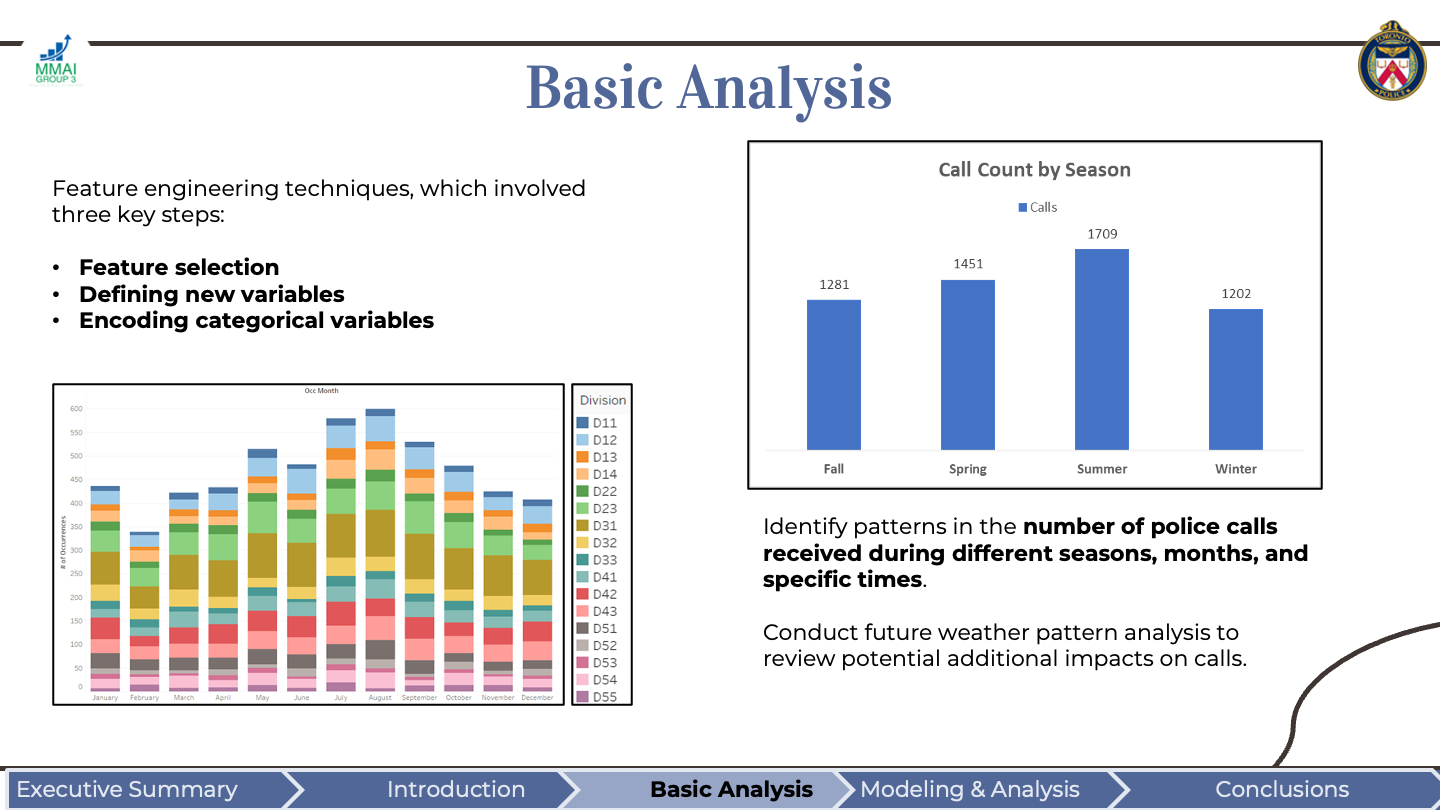 MMAI
GROUP 3
TORONTO
POLICE
Basic Analysis
Feature engineering techniques, which involved
three key steps:
• Feature selection
• Defining new variables
• Encoding categorical variables
Occ Month
# of Occurrences
600
550
500
450
400
350
300
250
200
150
100
50
0
January February March April May June July August September October November December
Division
D11
D12
D13
D14
D22
D23
D31
D32
D33
D41
D42
D43
D51
D52
D53
D54
D55
Call Count by Season
Calls
1281
1451
1709
1202
Fall Spring Summer Winter
Identify patterns in the number of police calls
received during different seasons, months, and
specific times.
Conduct future weather pattern analysis to
review potential additional impacts on calls.
Executive Summary Introduction Basic Analysis Modeling & Analysis Conclusions